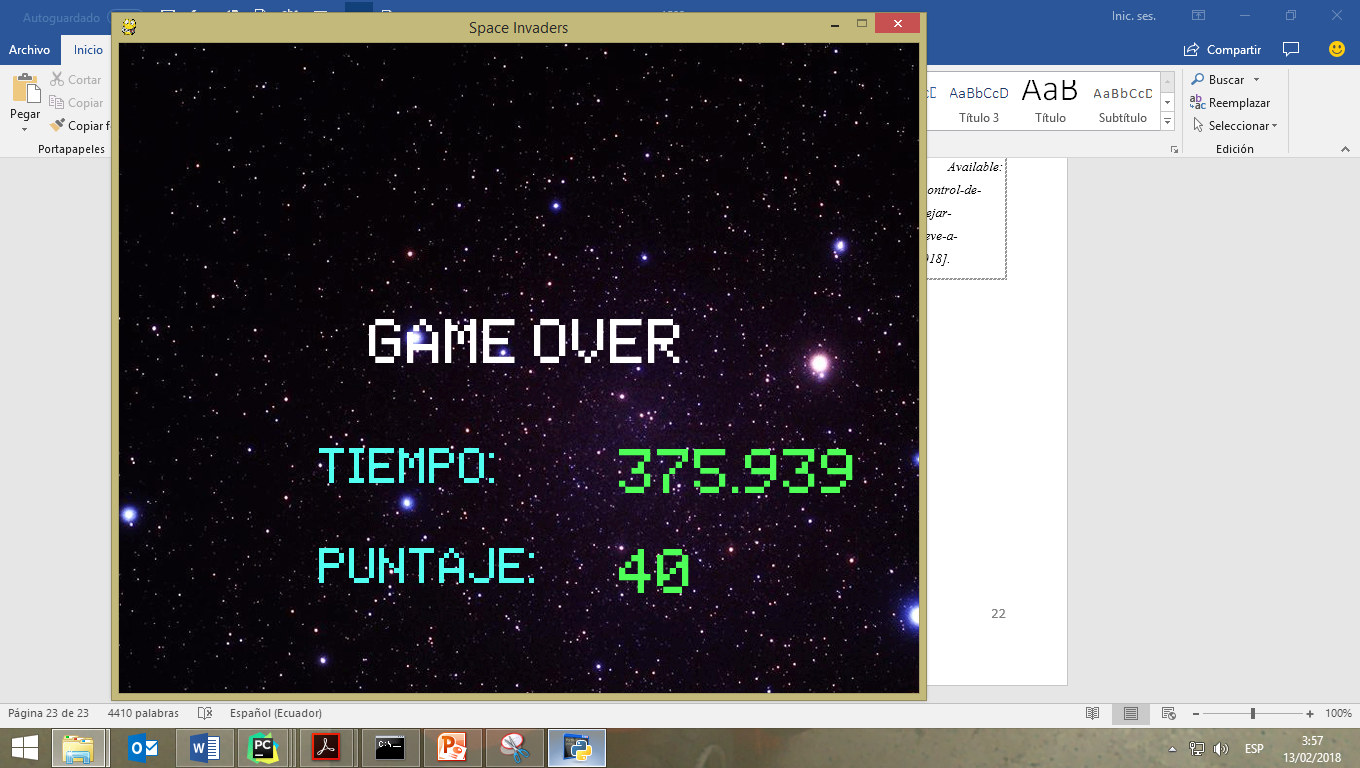 Autoguardado
Space Invaders
Inic. ses.
Archivo
Inicio
Compartir
Pegar
Cortar
Copiar
Copiar f
Portapapeles
AaBbCcD
AaB
AaBbCcD
Título 3
Título
Subtítulo
Buscar
Reemplazar
Seleccionar
Edición
Available:
ontrol-de-
ejar-
eve-a-
018].
GAME OVER
TIEMPO: 375.939
PUNTAJE: 40
22
Página 23 de 23
4410 palabras
Español (Ecuador)
100%
ESP
3:57
13/02/2018